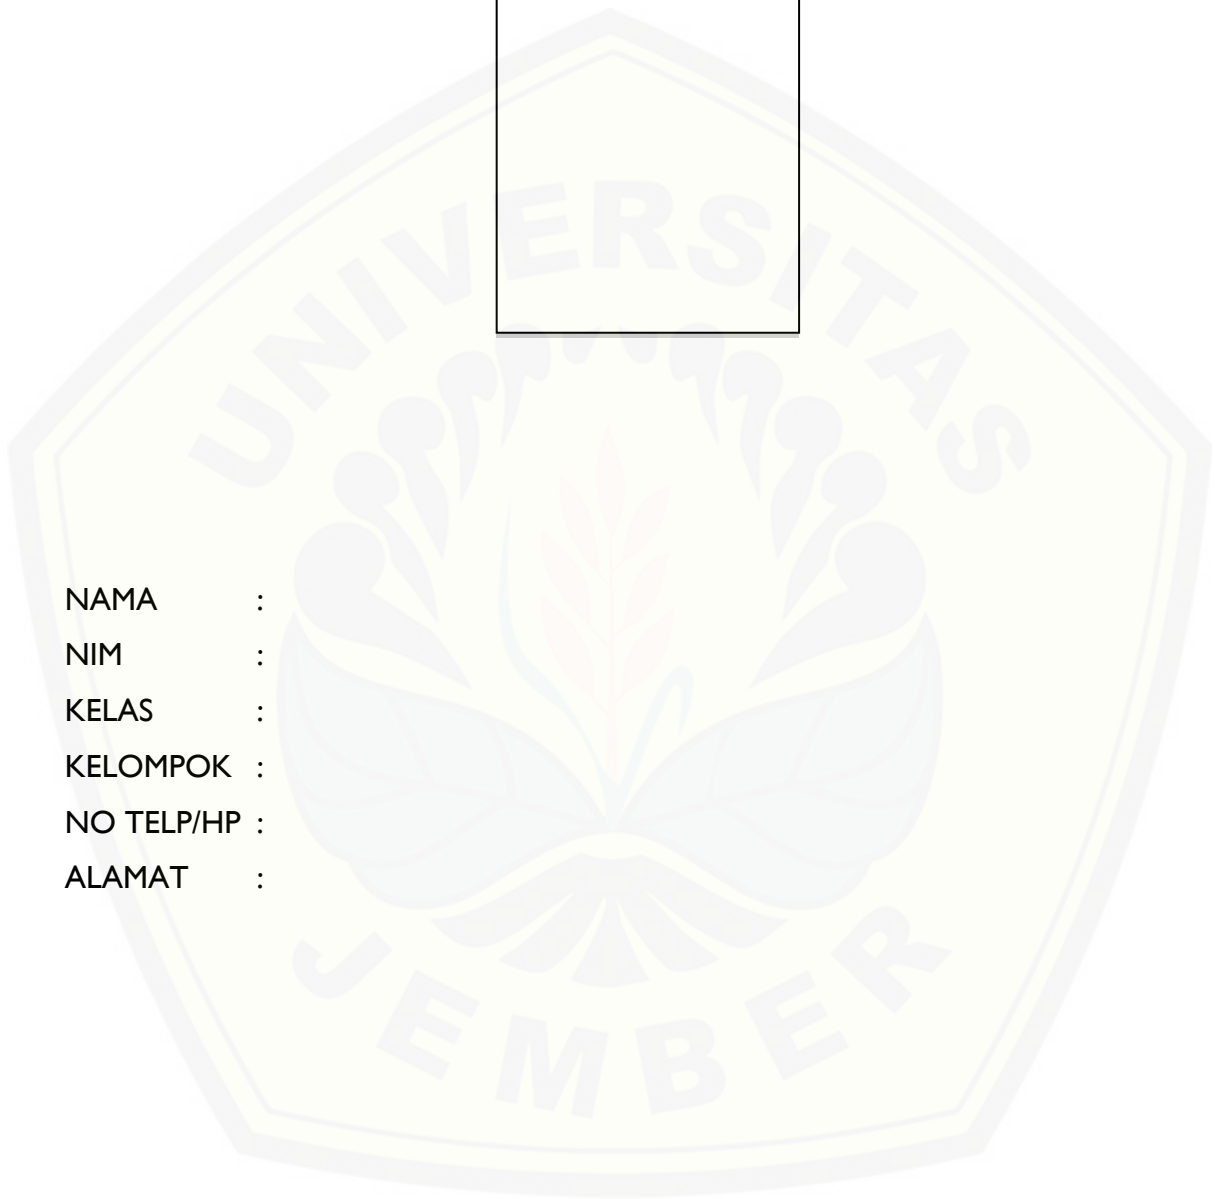 UNIVERSITAS
NAMA :
NIM :
KELAS :
KELOMPOK :
NO TELP/HP :
ALAMAT :
JEMBER